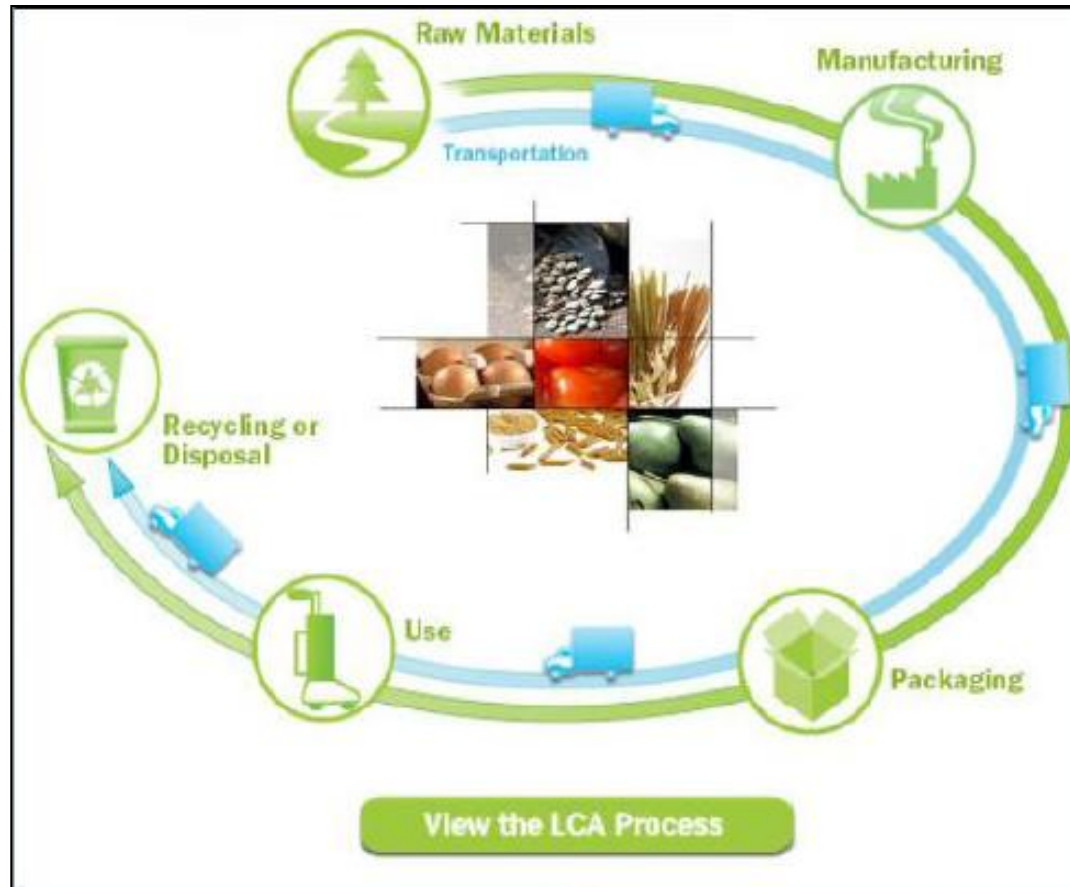 Raw Materials
Manufacturing
Transportation
Recycling or
Disposal
Use
Packaging
View the LCA Process